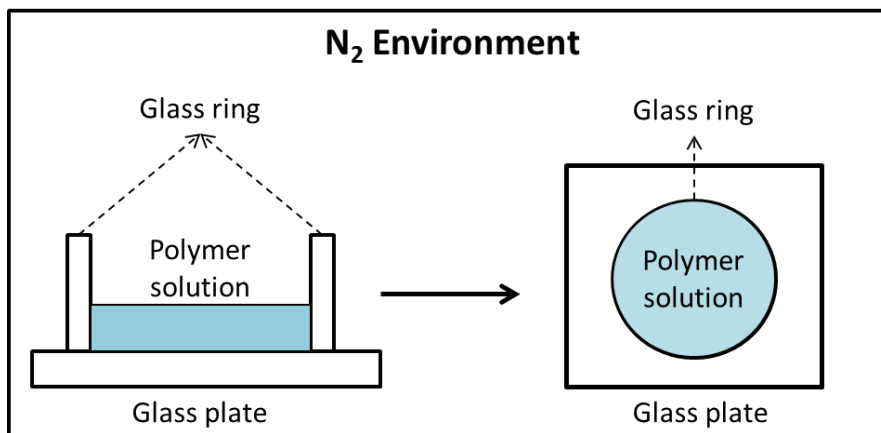 N₂ Environment
Glass ring
Polymer
solution
Glass plate
Glass ring
Polymer
solution
Glass plate